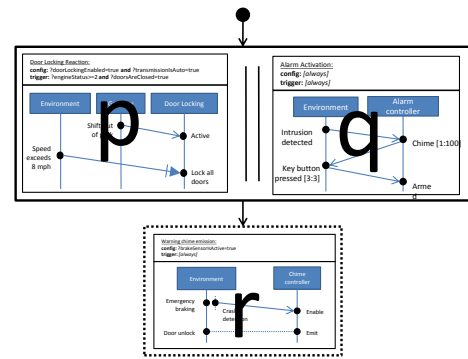 Door Locking Reaction:
config: ?doorLockingEnabled=true and ?transmissionIsAuto=true
trigger: ?engineStatus>=2 and ?doorsAreClosed=true
Environment
Door Locking
p
Shift out
of
Active
Speed
exceeds
8 mph
Lock all
doors
Alarm Activation:
config: [always]
trigger: [always]
Environment
Alarm
controller
q
Intrusion
detected
Chime [1:100]
Key button
pressed [3:3]
Arme
d
Warning chime emission:
config: ?brakeSensorIsActive=true
trigger: [always]
Environment
Chime
controller
r
Emergency
braking
Enable
Door unlock
Emit